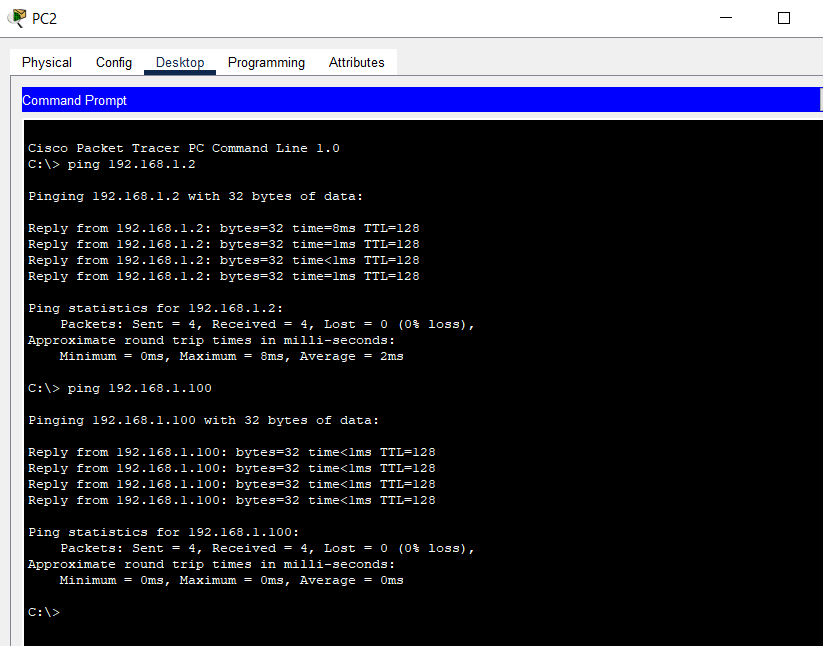 PC2
Physical Config Desktop Programming Attributes
Command Prompt
Cisco Packet Tracer PC Command Line 1.0
C:\> ping 192.168.1.2
Pinging 192.168.1.2 with 32 bytes of data:
Reply from 192.168.1.2: bytes=32 time=8ms TTL=128
Reply from 192.168.1.2: bytes=32 time=1ms TTL=128
Reply from 192.168.1.2: bytes=32 time<1ms TTL=128
Reply from 192.168.1.2: bytes=32 time=1ms TTL=128
Ping statistics for 192.168.1.2:
Packets: Sent = 4, Received = 4, Lost = 0 (0% loss),
Approximate round trip times in milli-seconds:
Minimum = 0ms, Maximum = 8ms, Average = 2ms
C:\> ping 192.168.1.100
Pinging 192.168.1.100 with 32 bytes of data:
Reply from 192.168.1.100: bytes=32 time<1ms TTL=128
Reply from 192.168.1.100: bytes=32 time<1ms TTL=128
Reply from 192.168.1.100: bytes=32 time<1ms TTL=128
Reply from 192.168.1.100: bytes=32 time<1ms TTL=128
Ping statistics for 192.168.1.100:
Packets: Sent = 4, Received = 4, Lost = 0 (0% loss),
Approximate round trip times in milli-seconds:
Minimum = 0ms, Maximum = 0ms, Average = 0ms
C:\>